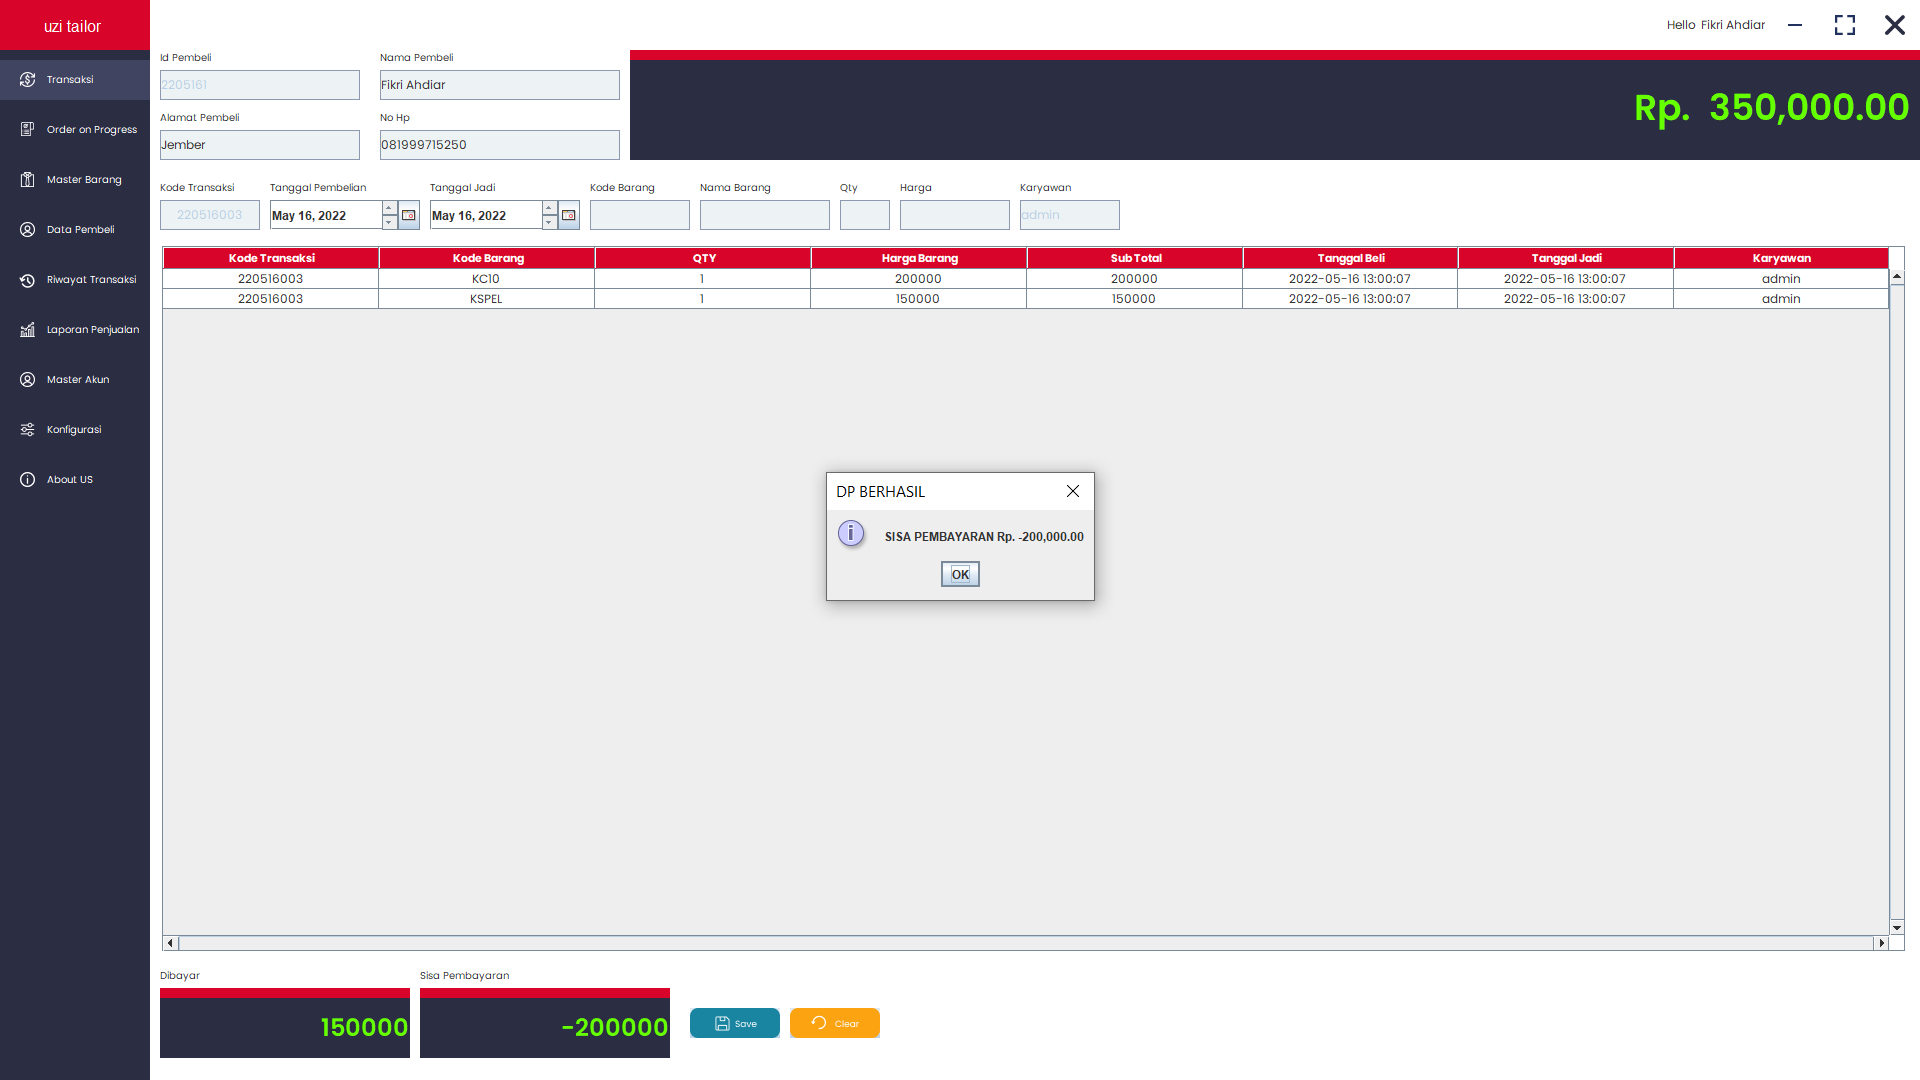 uzi tailor
Hello Fikri Ahdiar
Transaksi
Order on Progress
Master Barang
Data Pembeli
Riwayat Transaksi
Laporan Penjualan
Master Akun
Konfigurasi
About US
Id Pembeli Nama Pembeli
2205161 Fikri Ahdiar
Alamat Pembeli No Hp
Jember 081999715250
Rp. 350,000.00
Kode Transaksi Tanggal Pembelian Tanggal Jadi Kode Barang Nama Barang Qty Harga Karyawan
220516003 May 16, 2022 May 16, 2022 admin
Kode Transaksi Kode Barang QTY Harga Barang Sub Total Tanggal Beli Tanggal Jadi Karyawan
220516003 KC10 1 200000 200000 2022-05-16 13:00:07 2022-05-16 13:00:07 admin
220516003 KSPEL 1 150000 150000 2022-05-16 13:00:07 2022-05-16 13:00:07 admin
DP BERHASIL
SISA PEMBAYARAN Rp. -200,000.00
OK
Dibayar Sisa Pembayaran
150000 -200000 Save Clear